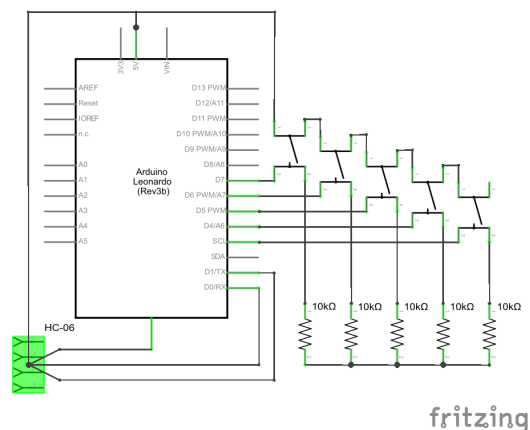 3V3
5V
VIN
AREF
Reset
IOREF
n.c.
A0
A1
A2
A3
A4
A5
Arduino
Leonardo
(Rev3b)
D13 PWM
D12/A11
D11 PWM
D10 PWM/A10
D9 PWM/A9
D8/A8
D7
D6 PWM/A7
D5 PWM
D4/A6
SCL
SDA
D1/TX
D0/RX
HC-06
10kΩ 10kΩ 10kΩ 10kΩ 10kΩ
fritzing